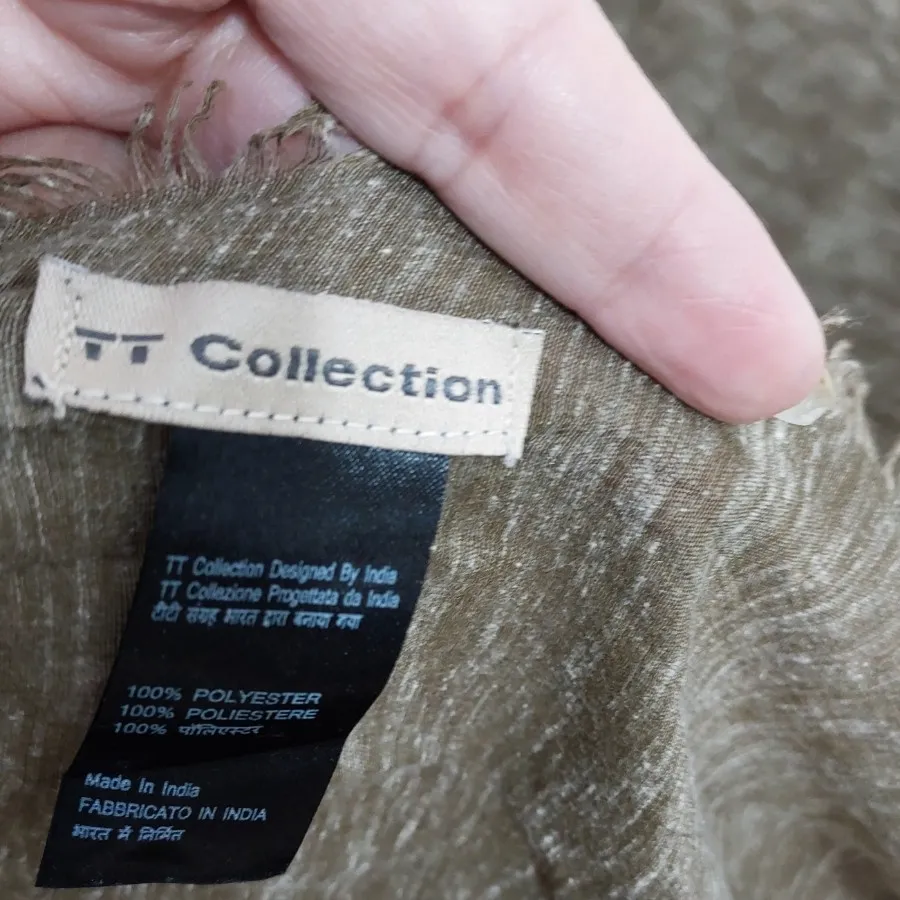 TT Collection
TT Collection Designed By India
TT Collezione Progettata da India
टीटी संग्रह भारत द्वारा बनाया गया
100% POLYESTER
100% POLIESTERE
100% पॉलिएस्टर
Made In India
FABBRICATO IN INDIA
भारत में निर्मित